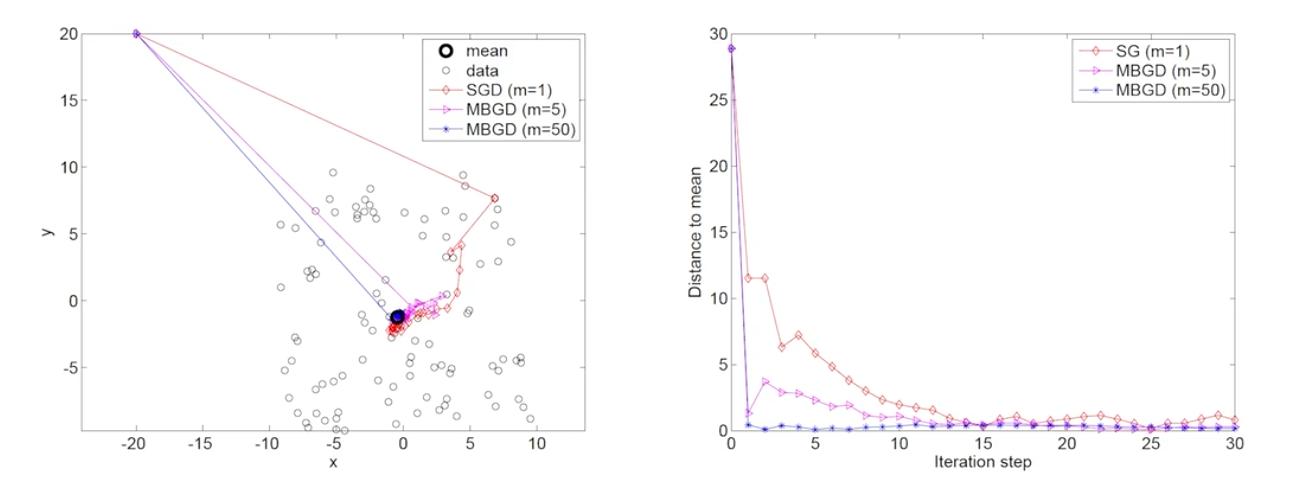 20
15
10
5
0
-5
-20
-15
-10
-5
0
5
10
x
y
mean
data
SGD (m=1)
MBGD (m=5)
MBGD (m=50)
30
25
20
15
10
5
0
0
5
10
15
20
25
30
Iteration step
Distance to mean
SG (m=1)
MBGD (m=5)
MBGD (m=50)